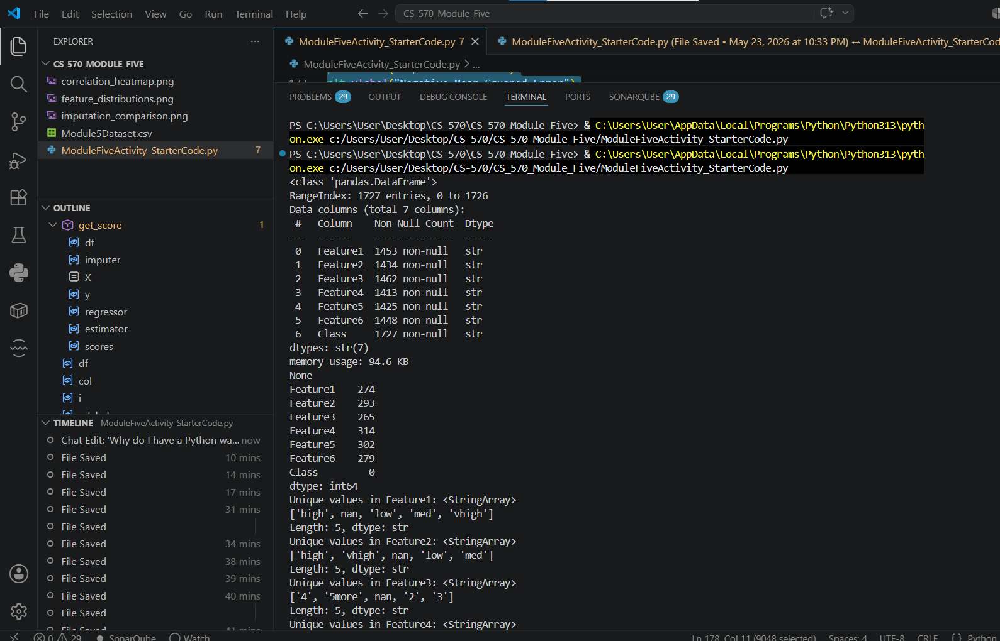 File Edit Selection View Go Run Terminal Help
CS_570_Module_Five
EXPLORER
CS_570_MODULE_FIVE
correlation_heatmap.png
feature_distributions.png
imputation_comparison.png
Module5Dataset.csv
ModuleFiveActivity_StarterCode.py 7
OUTLINE
get_score 1
df
imputer
X
y
regressor
estimator
scores
df
col
i
TIMELINE ModuleFiveActivity_StarterCode.py
Chat Edit: 'Why do I have a Python wa... now
File Saved 10 mins
File Saved 14 mins
File Saved 17 mins
File Saved 31 mins
File Saved
File Saved 34 mins
File Saved 38 mins
File Saved 39 mins
File Saved 40 mins
File Saved
File Saved 41 mins
ModuleFiveActivity_StarterCode.py 7
ModuleFiveActivity_StarterCode.py (File Saved • May 23, 2026 at 10:33 PM) ↔ ModuleFiveActivity_StarterCod
ModuleFiveActivity_StarterCode.py > ...
173 plt.ylabel("Negative Mean Squared Error")
PROBLEMS 29 OUTPUT DEBUG CONSOLE TERMINAL PORTS SONARQUBE 29
PS C:\Users\User\Desktop\CS-570\CS_570_Module_Five> & C:\Users\User\AppData\Local\Programs\Python\Python313\pyth
on.exe c:/Users/User/Desktop/CS-570/CS_570_Module_Five/ModuleFiveActivity_StarterCode.py
PS C:\Users\User\Desktop\CS-570\CS_570_Module_Five> & C:\Users\User\AppData\Local\Programs\Python\Python313\pyth
on.exe c:/Users/User/Desktop/CS-570/CS_570_Module_Five/ModuleFiveActivity_StarterCode.py
<class 'pandas.DataFrame'>
RangeIndex: 1727 entries, 0 to 1726
Data columns (total 7 columns):
# Column Non-Null Count Dtype
--- ------ -------------- -----
0 Feature1 1453 non-null str
1 Feature2 1434 non-null str
2 Feature3 1462 non-null str
3 Feature4 1413 non-null str
4 Feature5 1425 non-null str
5 Feature6 1448 non-null str
6 Class 1727 non-null str
dtypes: str(7)
memory usage: 94.6 KB
None
Feature1 274
Feature2 293
Feature3 265
Feature4 314
Feature5 302
Feature6 279
Class 0
dtype: int64
Unique values in Feature1: <StringArray>
['high', nan, 'low', 'med', 'vhigh']
Length: 5, dtype: str
Unique values in Feature2: <StringArray>
['high', 'vhigh', nan, 'low', 'med']
Length: 5, dtype: str
Unique values in Feature3: <StringArray>
['4', '5more', nan, '2', '3']
Length: 5, dtype: str
Unique values in Feature4: <StringArray>
0 29 SonarQube Watch Ln 178, Col 11 (9048 selected) Spaces: 4 UTF-8 CRLF { } Python